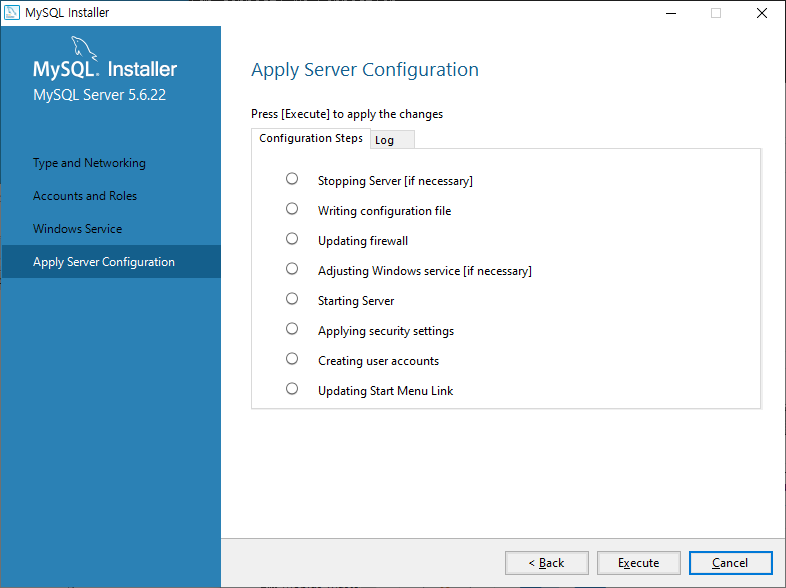 MySQL Installer
MySQL. Installer
MySQL Server 5.6.22
Type and Networking
Accounts and Roles
Windows Service
Apply Server Configuration
Apply Server Configuration
Press [Execute] to apply the changes
Configuration Steps Log
Stopping Server [if necessary]
Writing configuration file
Updating firewall
Adjusting Windows service [if necessary]
Starting Server
Applying security settings
Creating user accounts
Updating Start Menu Link
< Back Execute Cancel